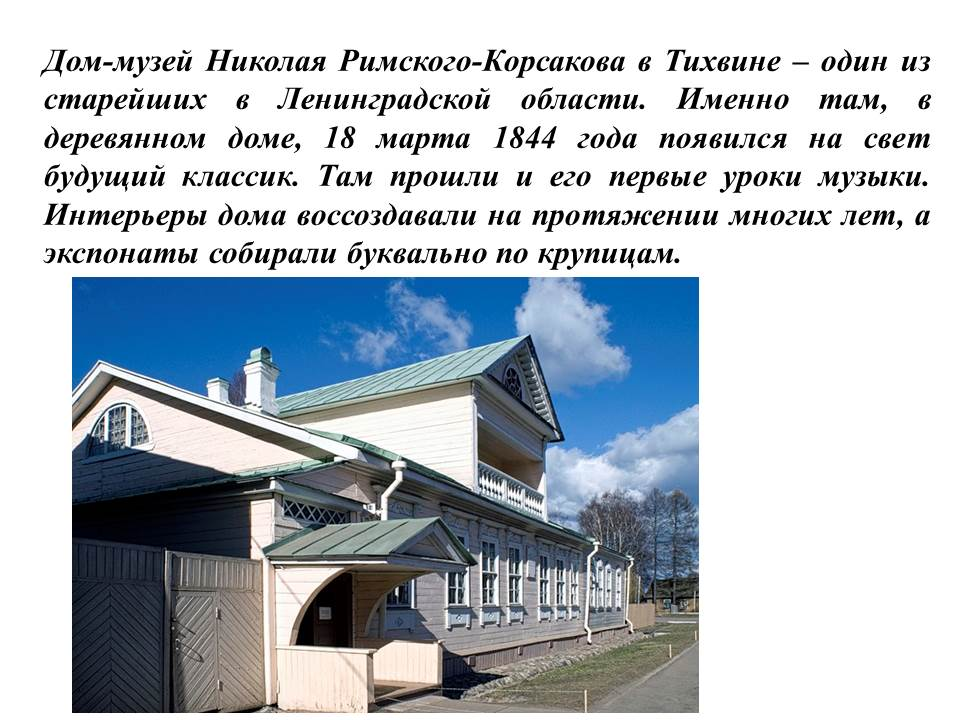 Дом-музей Николая Римского-Корсакова в Тихвине – один из
старейших в Ленинградской области. Именно там, в
деревянном доме, 18 марта 1844 года появился на свет
будущий классик. Там прошли и его первые уроки музыки.
Интерьеры дома воссоздавали на протяжении многих лет, а
экспонаты собирали буквально по крупицам.